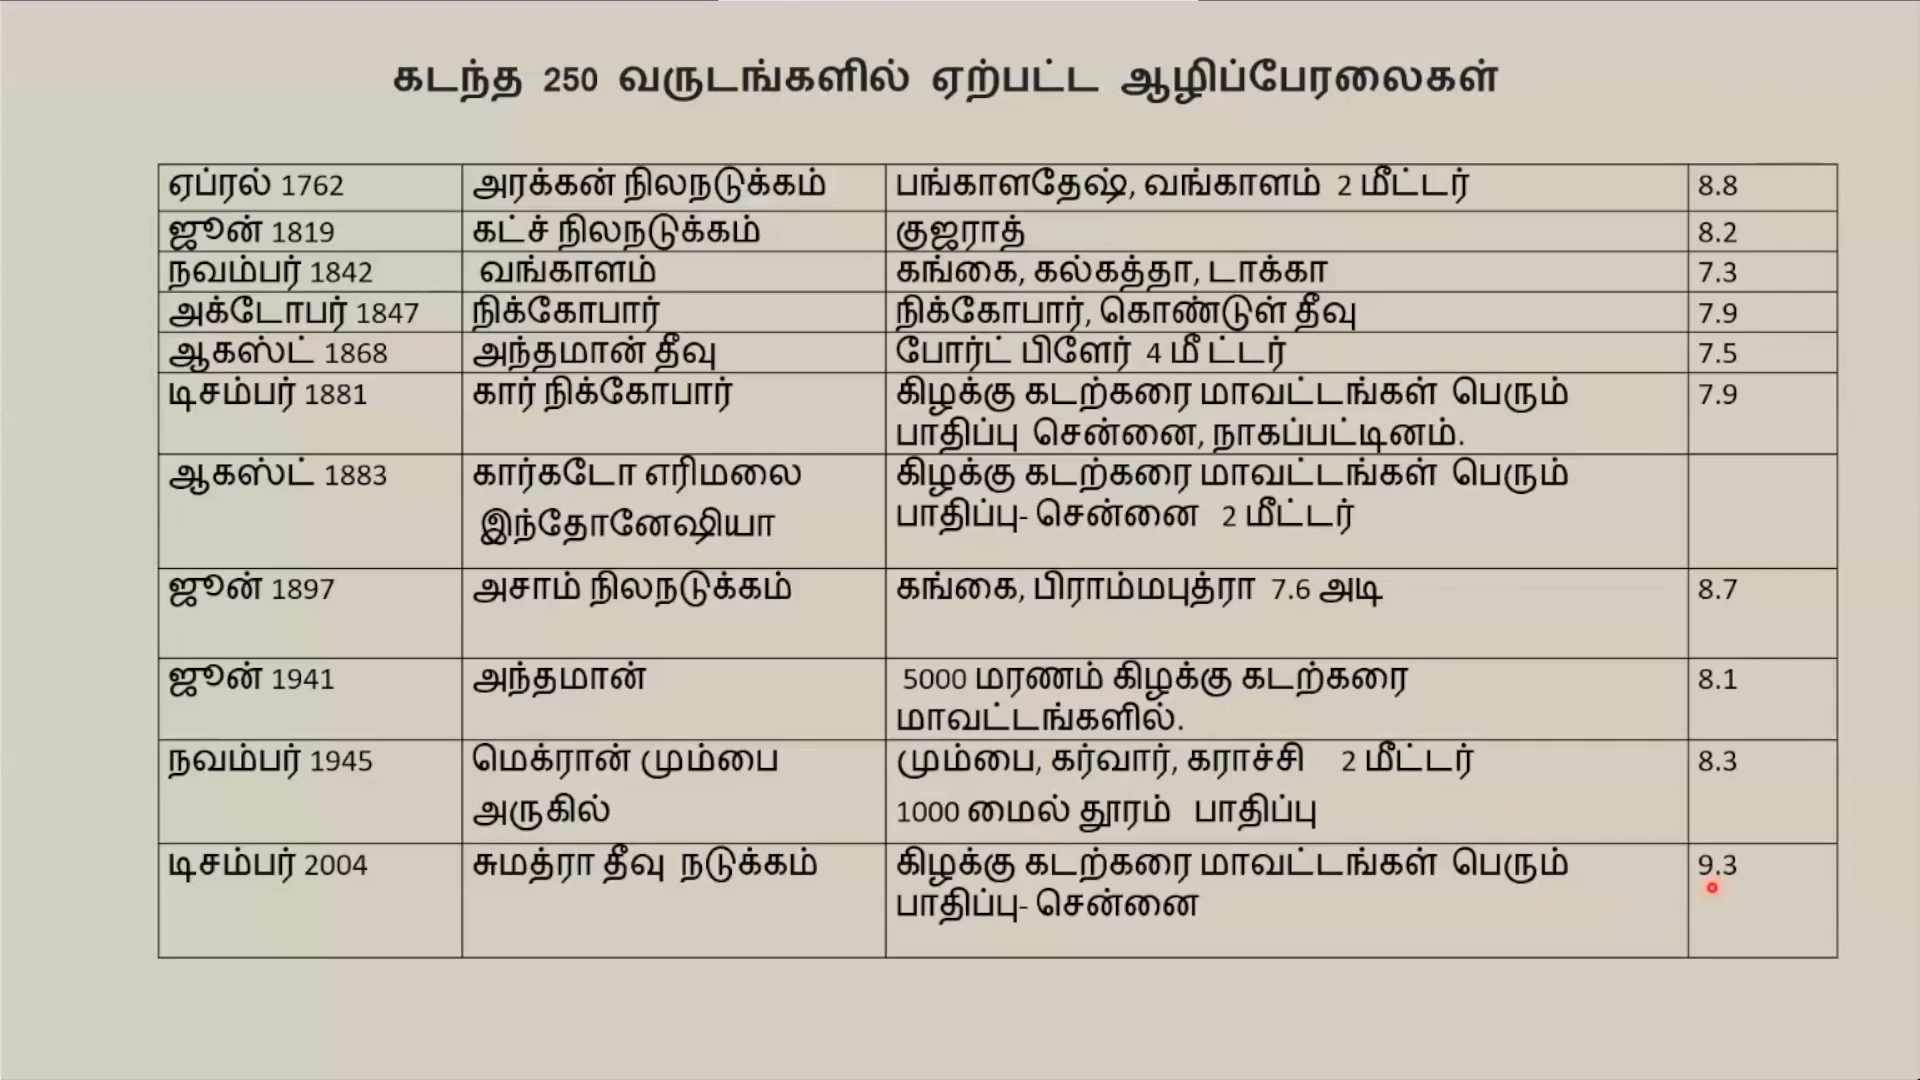 கடந்த 250 வருடங்களில் ஏற்பட்ட ஆழிப்பேரலைகள்
ஏப்ரல் 1762 அரக்கன் நிலநடுக்கம் பங்காளதேஷ், வங்காளம் 2 மீட்டர் 8.8
ஜூன் 1819 கட்ச் நிலநடுக்கம் குஜராத் 8.2
நவம்பர் 1842 வங்காளம் கங்கை, கல்கத்தா, டாக்கா 7.3
அக்டோபர் 1847 நிக்கோபார் நிக்கோபார், கொண்டுள் தீவு 7.9
ஆகஸ்ட் 1868 அந்தமான் தீவு போர்ட் பிளேர் 4 மீ ட்டர் 7.5
டிசம்பர் 1881 கார் நிக்கோபார் கிழக்கு கடற்கரை மாவட்டங்கள் பெரும் 7.9
பாதிப்பு சென்னை, நாகப்பட்டினம்.
ஆகஸ்ட் 1883 கார்கடோ எரிமலை கிழக்கு கடற்கரை மாவட்டங்கள் பெரும்
இந்தோனேஷியா பாதிப்பு- சென்னை 2 மீட்டர்
ஜூன் 1897 அசாம் நிலநடுக்கம் கங்கை, பிராம்மபுத்ரா 7.6 அடி 8.7
ஜூன் 1941 அந்தமான் 5000 மரணம் கிழக்கு கடற்கரை 8.1
மாவட்டங்களில்.
நவம்பர் 1945 மெக்ரான் மும்பை மும்பை, கர்வார், கராச்சி 2 மீட்டர் 8.3
அருகில் 1000 மைல் தூரம் பாதிப்பு
டிசம்பர் 2004 சுமத்ரா தீவு நடுக்கம் கிழக்கு கடற்கரை மாவட்டங்கள் பெரும் 9.3
பாதிப்பு- சென்னை